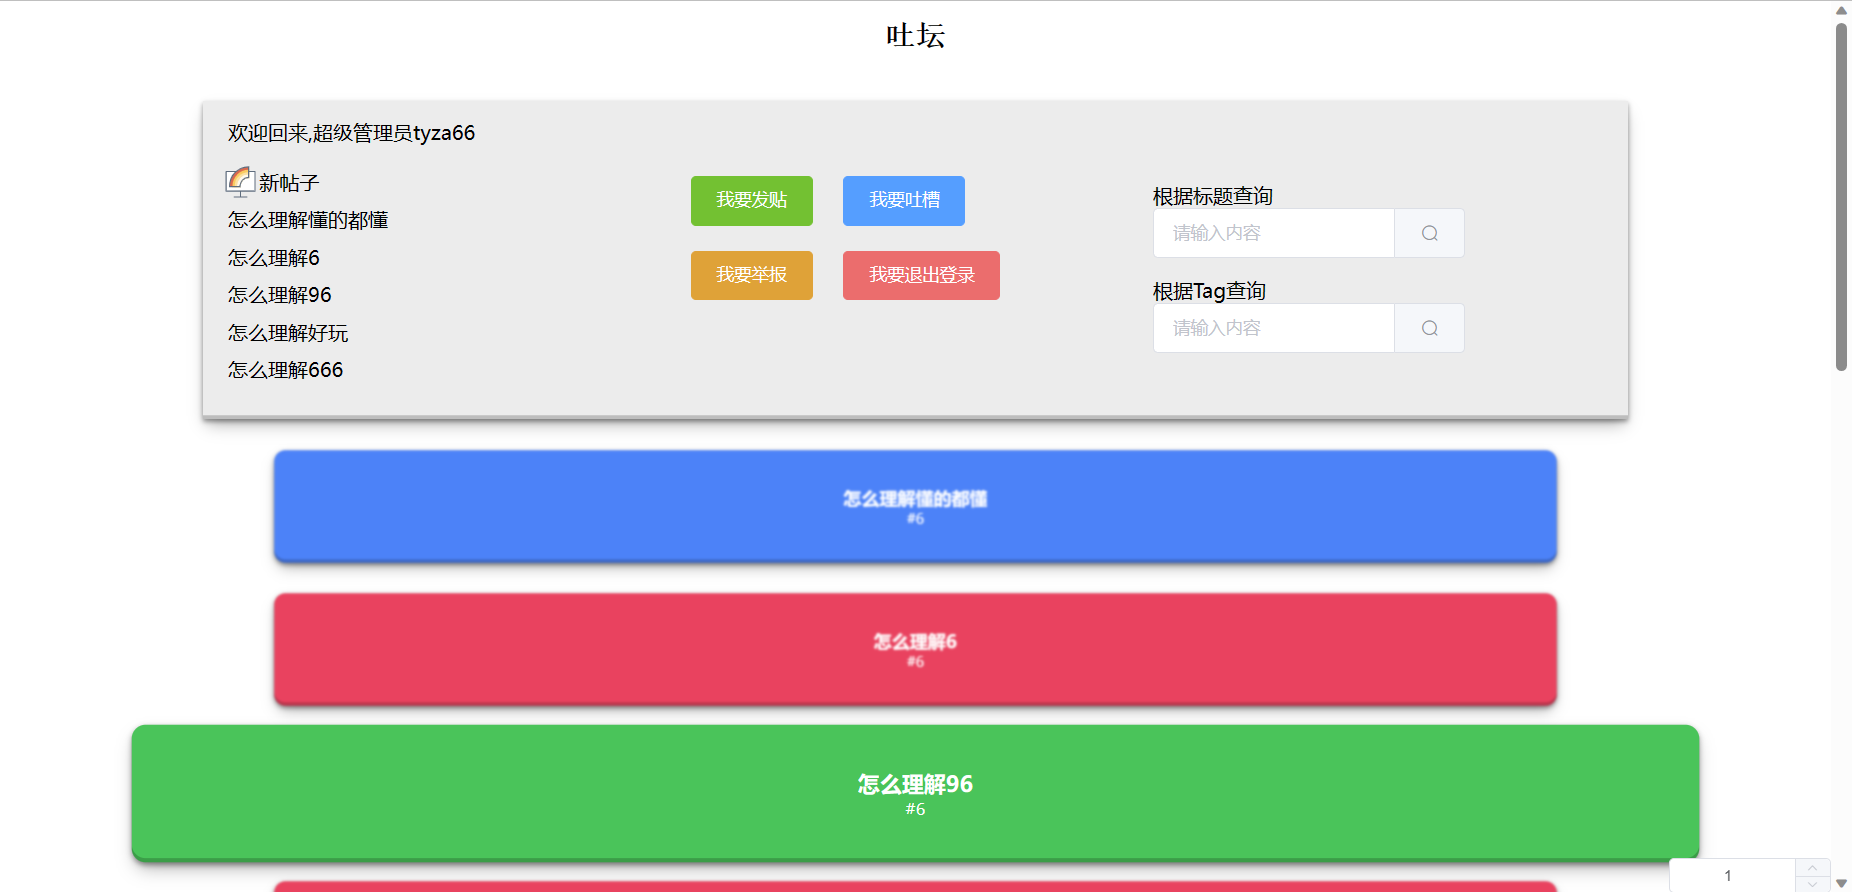 吐坛
欢迎回来,超级管理员tyza66
新帖子
怎么理解懂的都懂
怎么理解6
怎么理解96
怎么理解好玩
怎么理解666
我要发贴
我要吐槽
我要举报
我要退出登录
根据标题查询
请输入内容
根据Tag查询
请输入内容
怎么理解懂的都懂
#6
怎么理解6
#6
怎么理解96
#6
1